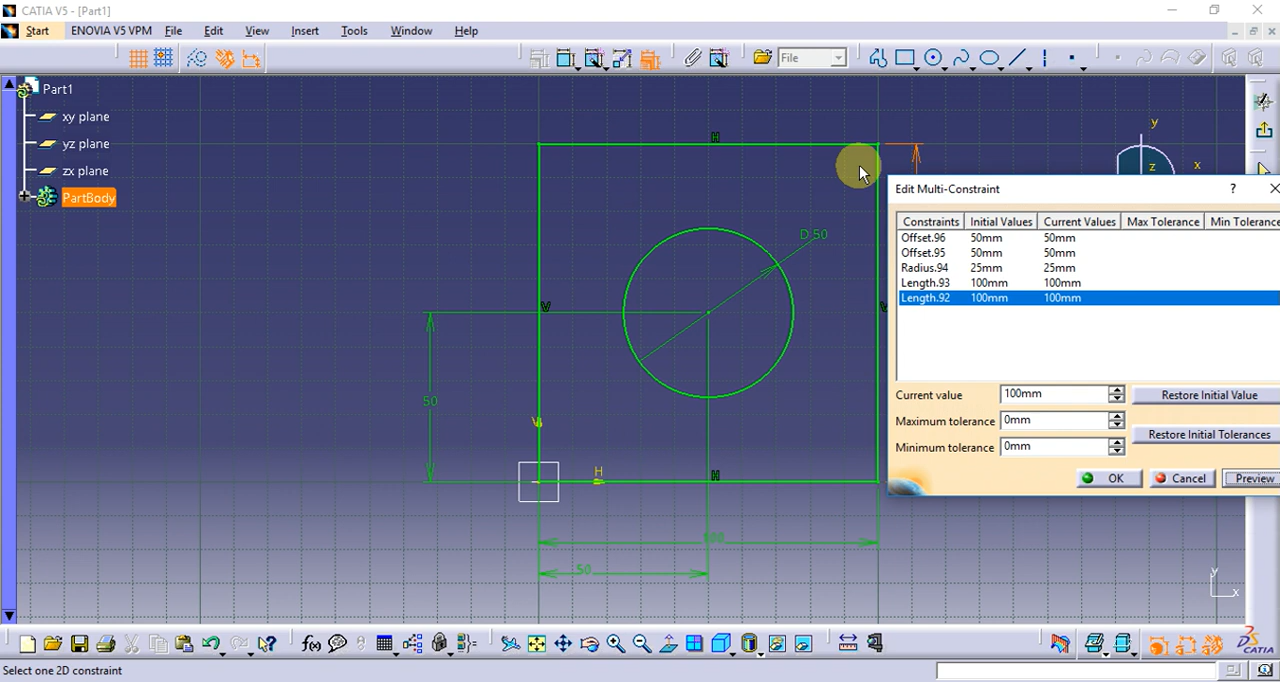 CATIA V5 - [Part1]
Start ENOVIA V5 VPM File Edit View Insert Tools Window Help
File
Part1
xy plane
yz plane
zx plane
PartBody
H
D 50
V
V
50
V
H
H
100
50
y
x
z
Edit Multi-Constraint ?
Constraints Initial Values Current Values Max Tolerance Min Tolerance
Offset.96 50mm 50mm
Offset.95 50mm 50mm
Radius.94 25mm 25mm
Length.93 100mm 100mm
Length.92 100mm 100mm
Current value 100mm Restore Initial Value
Maximum tolerance 0mm
Minimum tolerance 0mm Restore Initial Tolerances
OK Cancel Preview
y
x
f(x)
CATIA
Select one 2D constraint